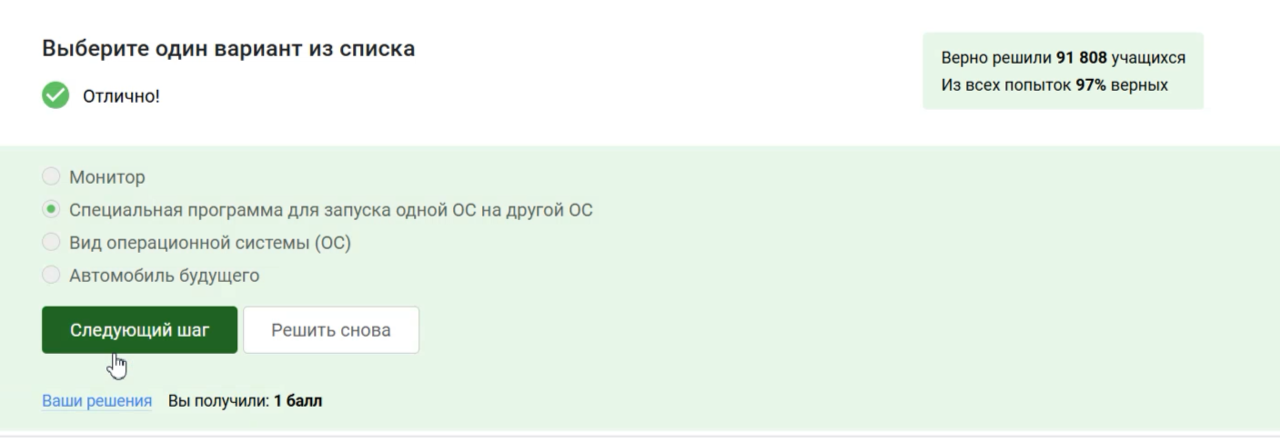 Выберите один вариант из списка
Отлично!
Верно решили 91 808 учащихся
Из всех попыток 97% верных
Монитор
Специальная программа для запуска одной ОС на другой ОС
Вид операционной системы (ОС)
Автомобиль будущего
Следующий шаг Решить снова
Ваши решения Вы получили: 1 балл